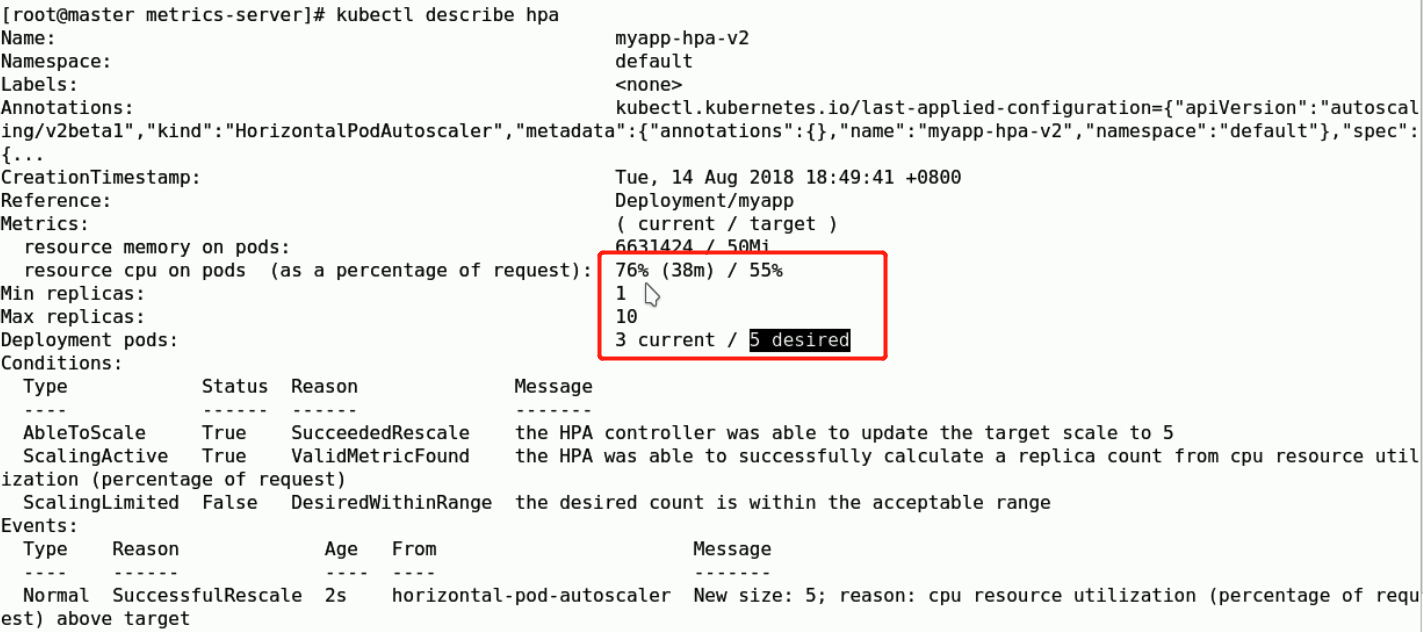 [root@master metrics-server]# kubectl describe hpa
Name: myapp-hpa-v2
Namespace: default
Labels: <none>
Annotations: kubectl.kubernetes.io/last-applied-configuration={"apiVersion":"autoscal
ing/v2beta1","kind":"HorizontalPodAutoscaler","metadata":{"annotations":{},"name":"myapp-hpa-v2","namespace":"default"},"spec":
{...
CreationTimestamp: Tue, 14 Aug 2018 18:49:41 +0800
Reference: Deployment/myapp
Metrics: ( current / target )
  resource memory on pods: 6631424 / 50Mi
  resource cpu on pods  (as a percentage of request): 76% (38m) / 55%
Min replicas: 1
Max replicas: 10
Deployment pods: 3 current / 5 desired
Conditions:
  Type            Status  Reason              Message
  ----            ------  ------              -------
  AbleToScale     True    SucceededRescale    the HPA controller was able to update the target scale to 5
  ScalingActive   True    ValidMetricFound    the HPA was able to successfully calculate a replica count from cpu resource util
ization (percentage of request)
  ScalingLimited  False   DesiredWithinRange  the desired count is within the acceptable range
Events:
  Type    Reason             Age   From                       Message
  ----    ------             ----  ----                       -------
  Normal  SuccessfulRescale  2s    horizontal-pod-autoscaler  New size: 5; reason: cpu resource utilization (percentage of requ
est) above target